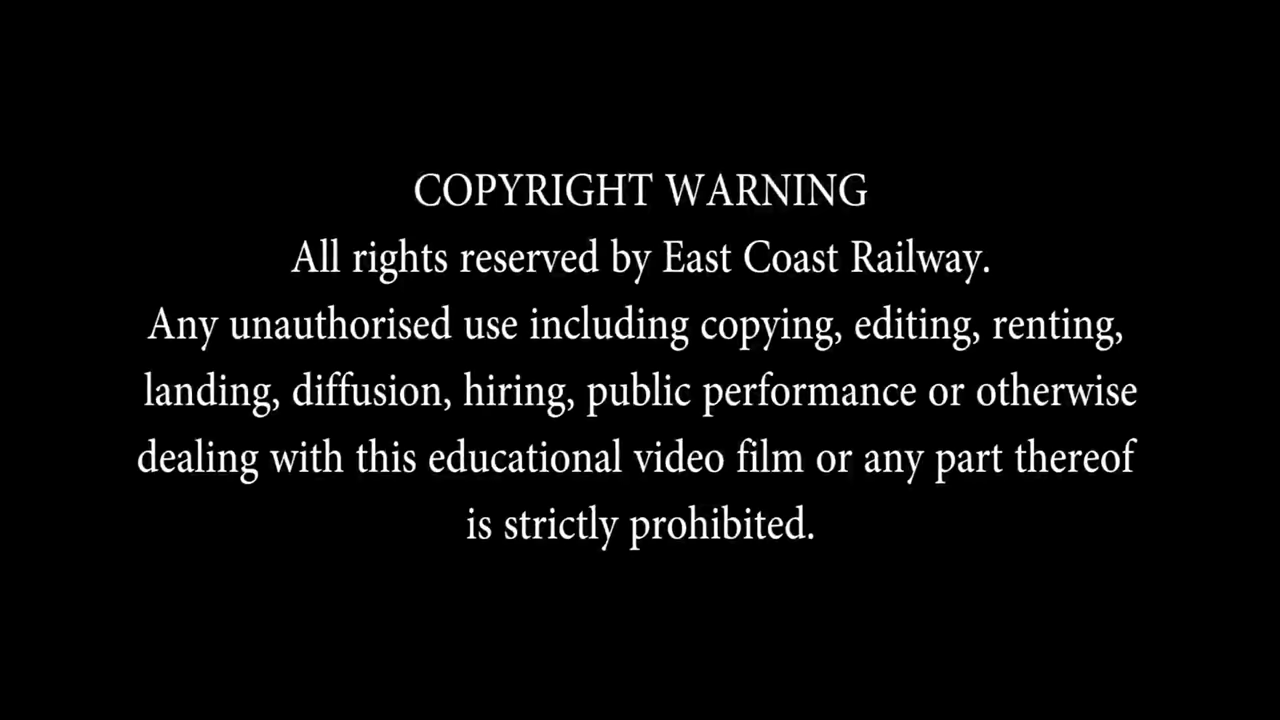 COPYRIGHT WARNING
All rights reserved by East Coast Railway.
Any unauthorised use including copying, editing, renting,
landing, diffusion, hiring, public performance or otherwise
dealing with this educational video film or any part thereof
is strictly prohibited.